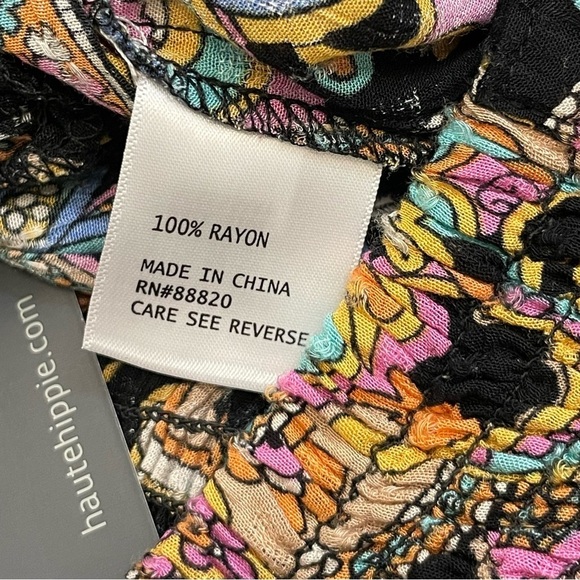 100% RAYON
MADE IN CHINA
RN#88820
CARE SEE REVERSE
hautehippie.com